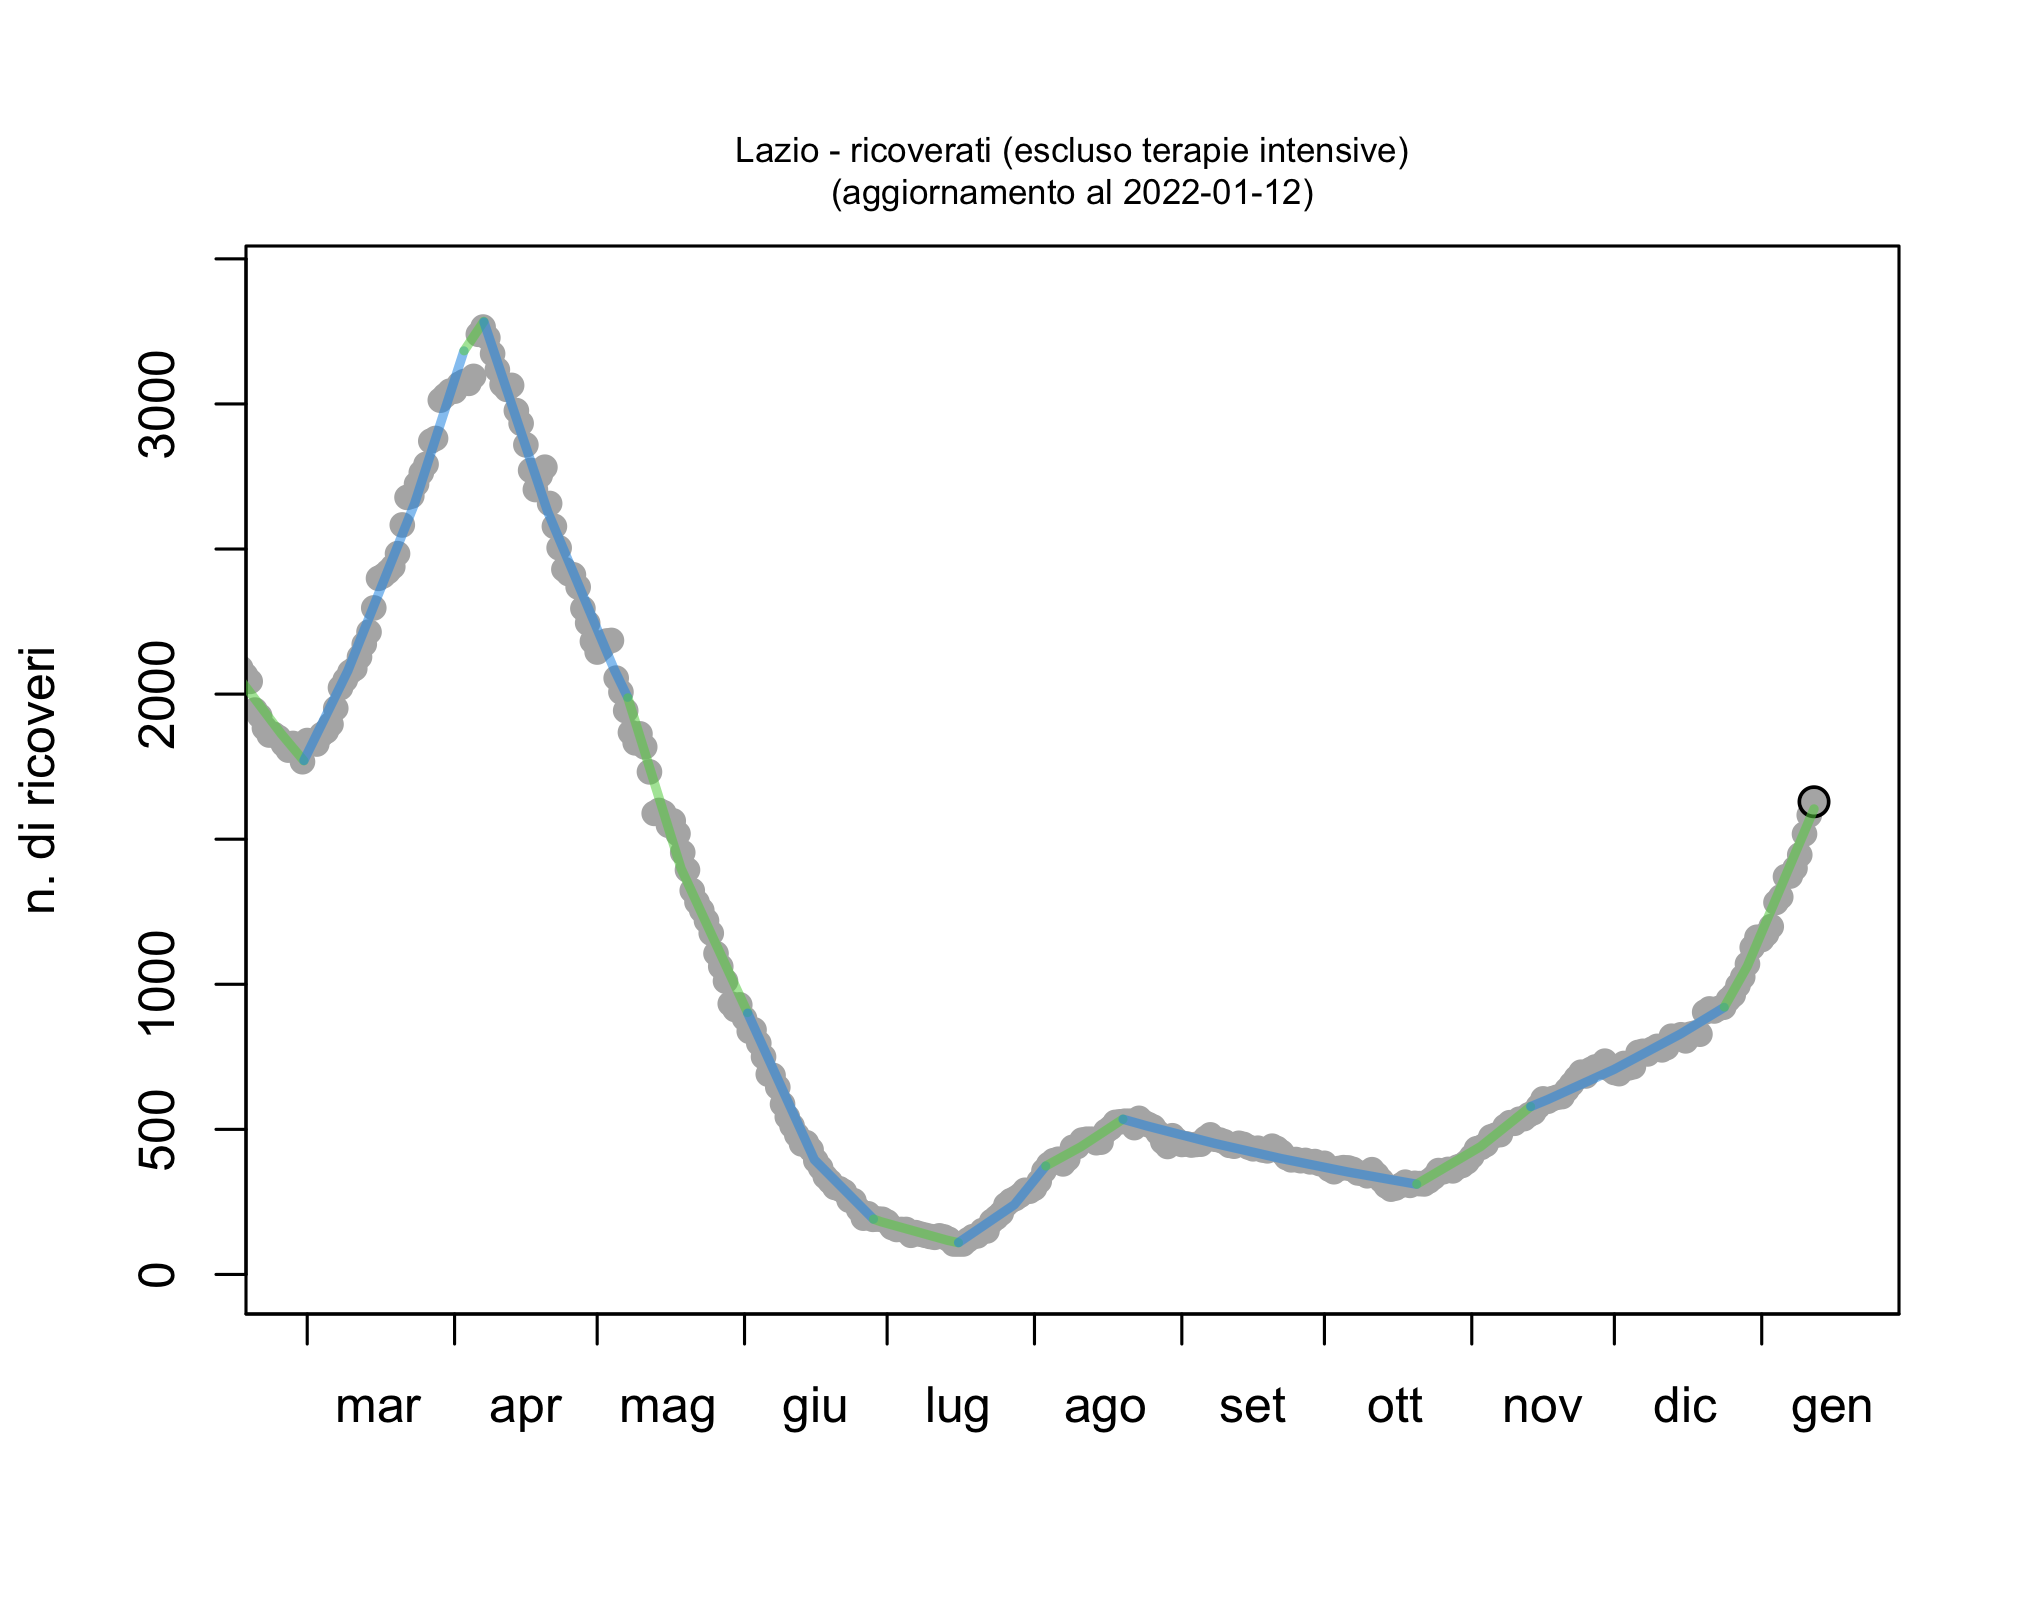 Lazio - ricoverati (escluso terapie intensive)
(aggiornamento al 2022-01-12)
n. di ricoveri
3000
2000
1000
500
0
mar apr mag giu lug ago set ott nov dic gen